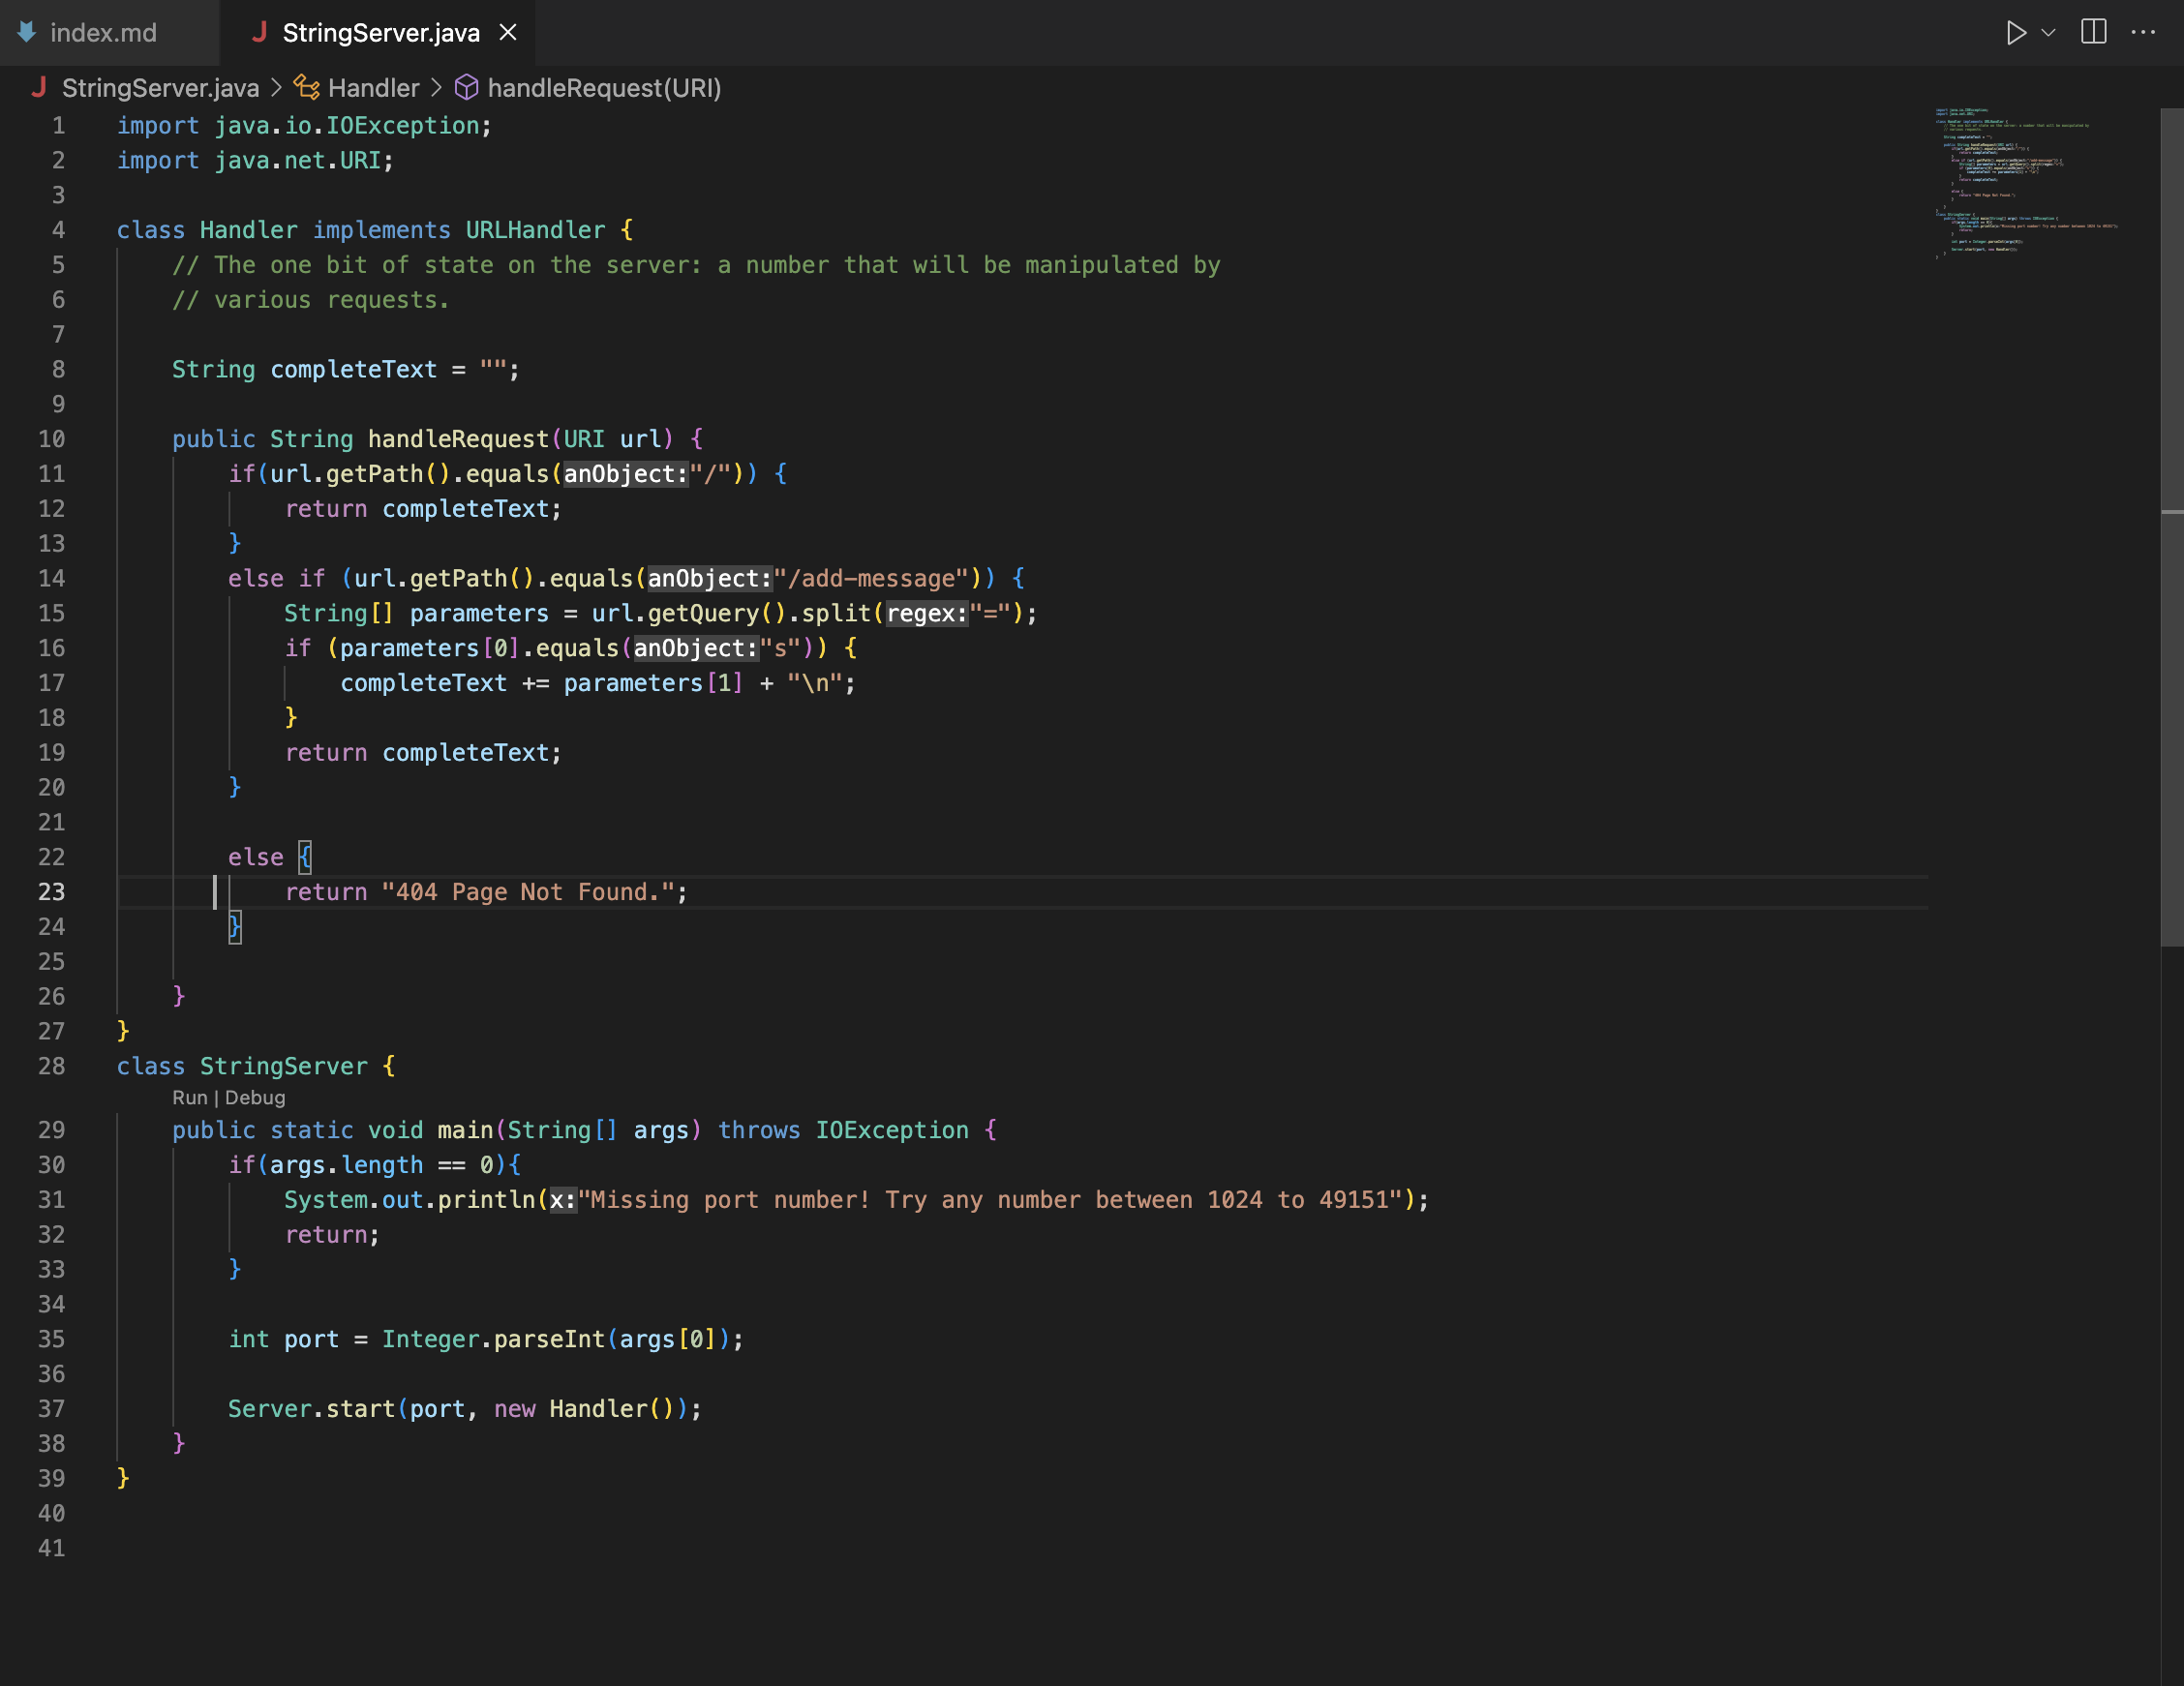 index.md
StringServer.java
StringServer.java > Handler > handleRequest(URI)
1 import java.io.IOException;
2 import java.net.URI;
3
4 class Handler implements URLHandler {
5     // The one bit of state on the server: a number that will be manipulated by
6     // various requests.
7
8     String completeText = "";
9
10     public String handleRequest(URI url) {
11         if(url.getPath().equals(anObject:"/")) {
12             return completeText;
13         }
14         else if (url.getPath().equals(anObject:"/add-message")) {
15             String[] parameters = url.getQuery().split(regex:"=");
16             if (parameters[0].equals(anObject:"s")) {
17                 completeText += parameters[1] + "\n";
18             }
19             return completeText;
20         }
21
22         else {
23             return "404 Page Not Found.";
24         }
25
26     }
27 }
28 class StringServer {
Run | Debug
29     public static void main(String[] args) throws IOException {
30         if(args.length == 0){
31             System.out.println(x:"Missing port number! Try any number between 1024 to 49151");
32             return;
33         }
34
35         int port = Integer.parseInt(args[0]);
36
37         Server.start(port, new Handler());
38     }
39 }
40
41